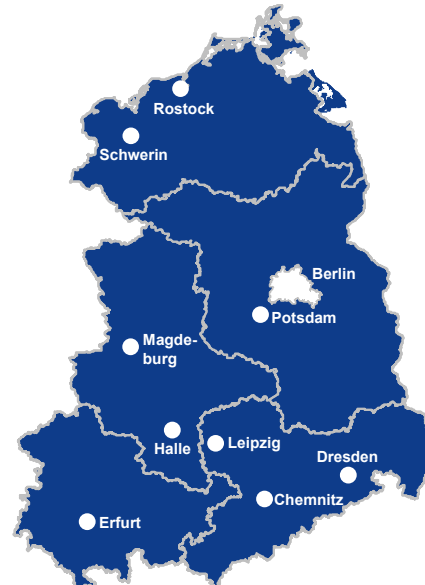 Rostock
Schwerin
Berlin
Potsdam
Magde-
burg
Halle
Leipzig
Dresden
Chemnitz
Erfurt